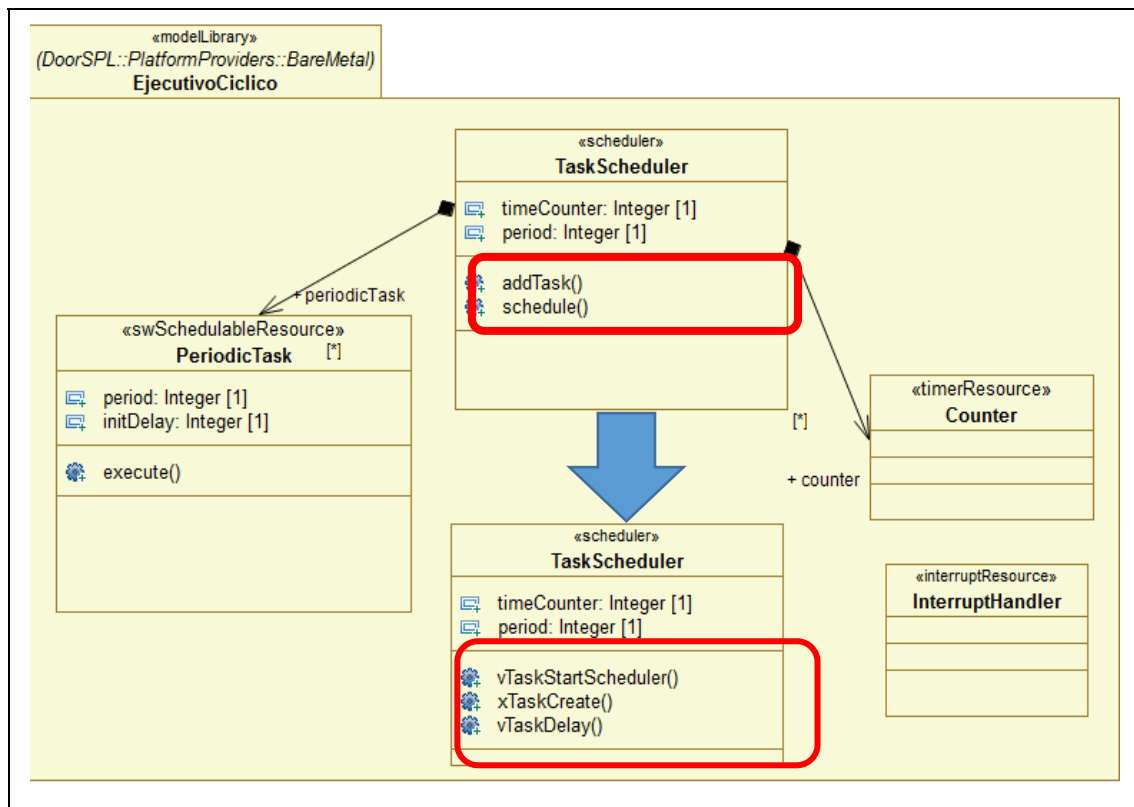 «modelLibrary»
(DoorSPL::PlatformProviders::BareMetal)
EjecutivoCiclico
«scheduler»
TaskScheduler
timeCounter: Integer [1]
period: Integer [1]
addTask()
schedule()
+ periodicTask
[*]
«swSchedulableResource»
PeriodicTask
period: Integer [1]
initDelay: Integer [1]
execute()
[*]
+ counter
«timerResource»
Counter
«scheduler»
TaskScheduler
timeCounter: Integer [1]
period: Integer [1]
vTaskStartScheduler()
xTaskCreate()
vTaskDelay()
«interruptResource»
InterruptHandler